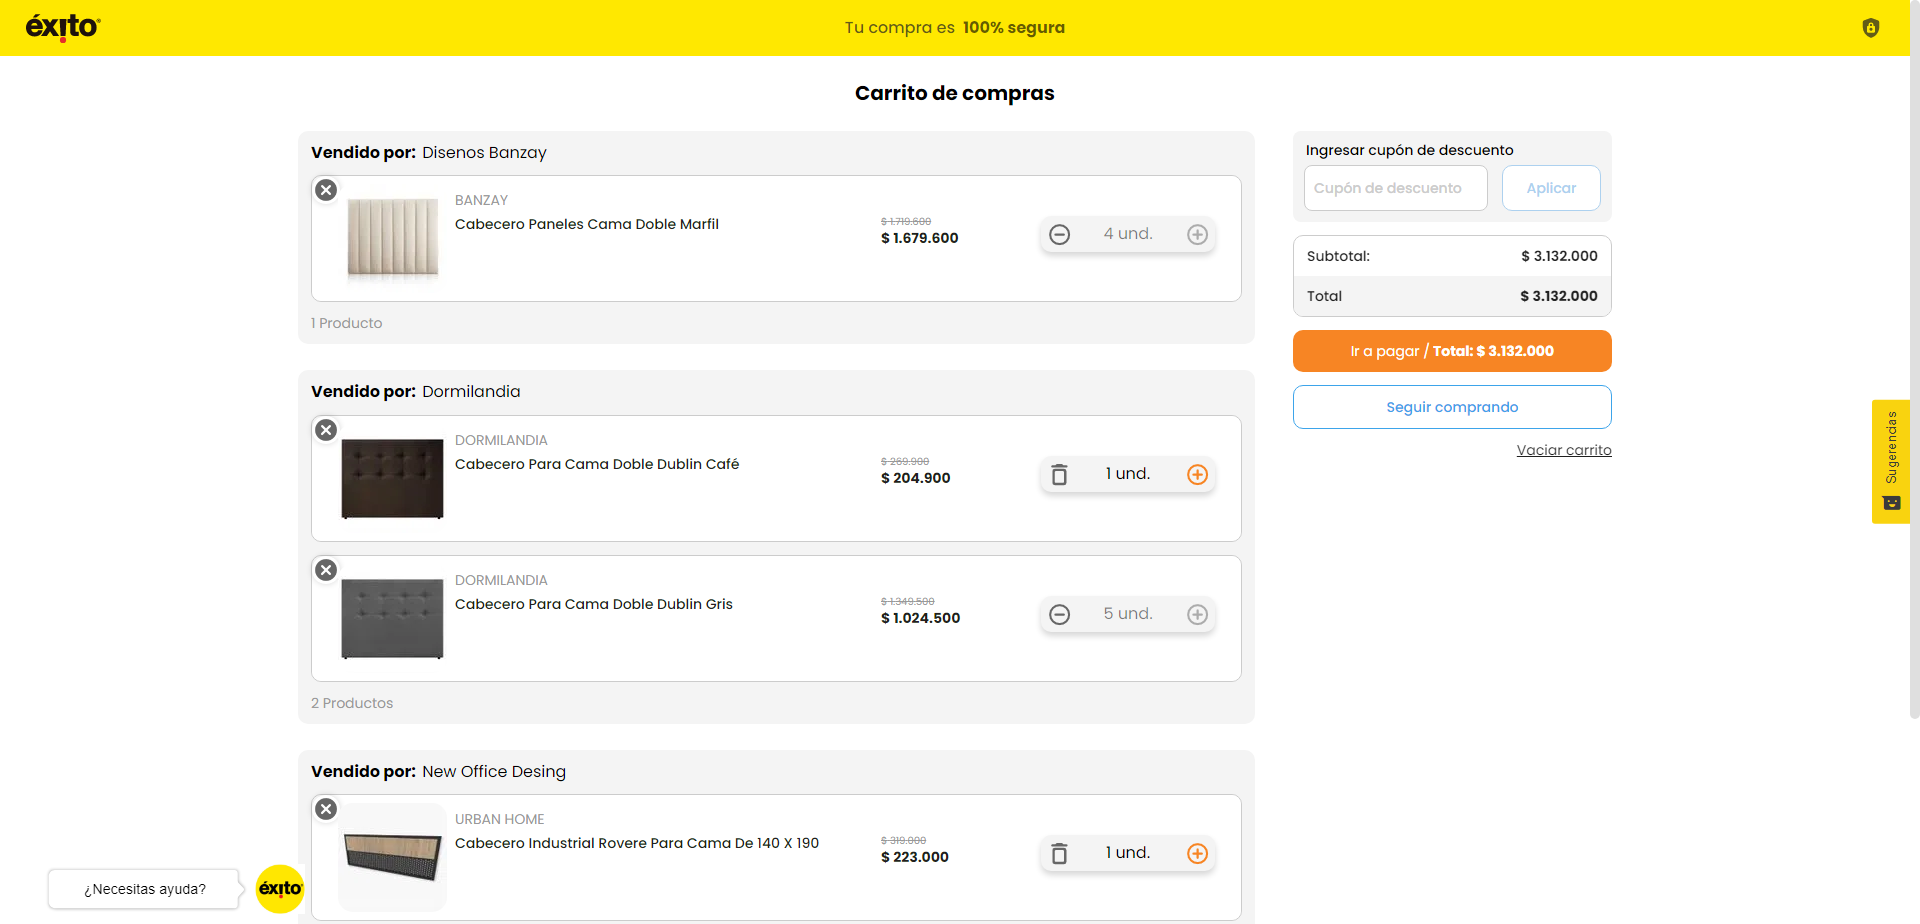 éxito
Tu compra es 100% segura
Carrito de compras
Vendido por: Disenos Banzay
BANZAY
Cabecero Paneles Cama Doble Marfil
$ 1.719.600
$ 1.679.600
4 und.
1 Producto
Vendido por: Dormilandia
DORMILANDIA
Cabecero Para Cama Doble Dublin Café
$ 269.900
$ 204.900
1 und.
DORMILANDIA
Cabecero Para Cama Doble Dublin Gris
$ 1.349.500
$ 1.024.500
5 und.
2 Productos
Vendido por: New Office Desing
URBAN HOME
Cabecero Industrial Rovere Para Cama De 140 X 190
$ 319.000
$ 223.000
1 und.
Ingresar cupón de descuento
Cupón de descuento
Aplicar
Subtotal: $ 3.132.000
Total $ 3.132.000
Ir a pagar / Total: $ 3.132.000
Seguir comprando
Vaciar carrito
Sugerencias
¿Necesitas ayuda?
éxito